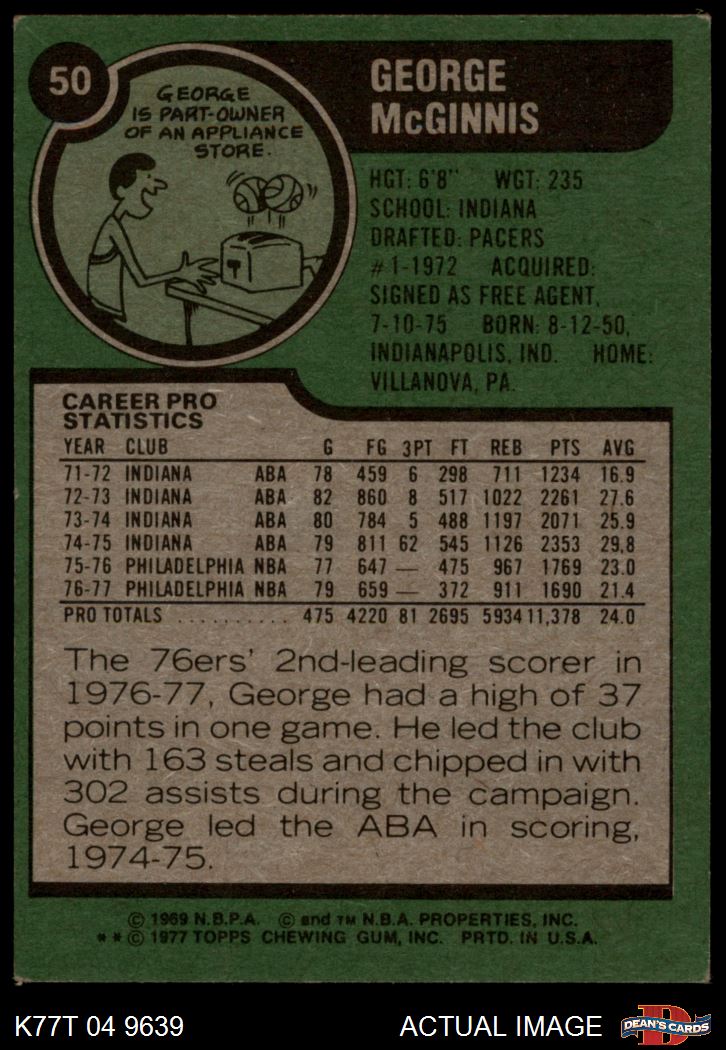 50
GEORGE
IS PART-OWNER
OF AN APPLIANCE
STORE.
GEORGE
McGINNIS
HGT: 6'8" WGT: 235
SCHOOL: INDIANA
DRAFTED: PACERS
#1-1972 ACQUIRED:
SIGNED AS FREE AGENT,
7-10-75 BORN: 8-12-50,
INDIANAPOLIS, IND. HOME:
VILLANOVA, PA.
CAREER PRO
STATISTICS
YEAR CLUB G FG 3PT FT REB PTS AVG
71-72 INDIANA ABA 78 459 6 298 711 1234 16.9
72-73 INDIANA ABA 82 860 8 517 1022 2261 27.6
73-74 INDIANA ABA 80 784 5 488 1197 2071 25.9
74-75 INDIANA ABA 79 811 62 545 1126 2353 29.8
75-76 PHILADELPHIA NBA 77 647 — 475 967 1769 23.0
76-77 PHILADELPHIA NBA 79 659 — 372 911 1690 21.4
PRO TOTALS .......... 475 4220 81 2695 5934 11,378 24.0
The 76ers' 2nd-leading scorer in
1976-77, George had a high of 37
points in one game. He led the club
with 163 steals and chipped in with
302 assists during the campaign.
George led the ABA in scoring,
1974-75.
© 1969 N.B.P.A. © and TM N.B.A. PROPERTIES, INC.
* * © 1977 TOPPS CHEWING GUM, INC. PRTD. IN U.S.A.
K77T 04 9639 ACTUAL IMAGE
D
DEAN'S CARDS